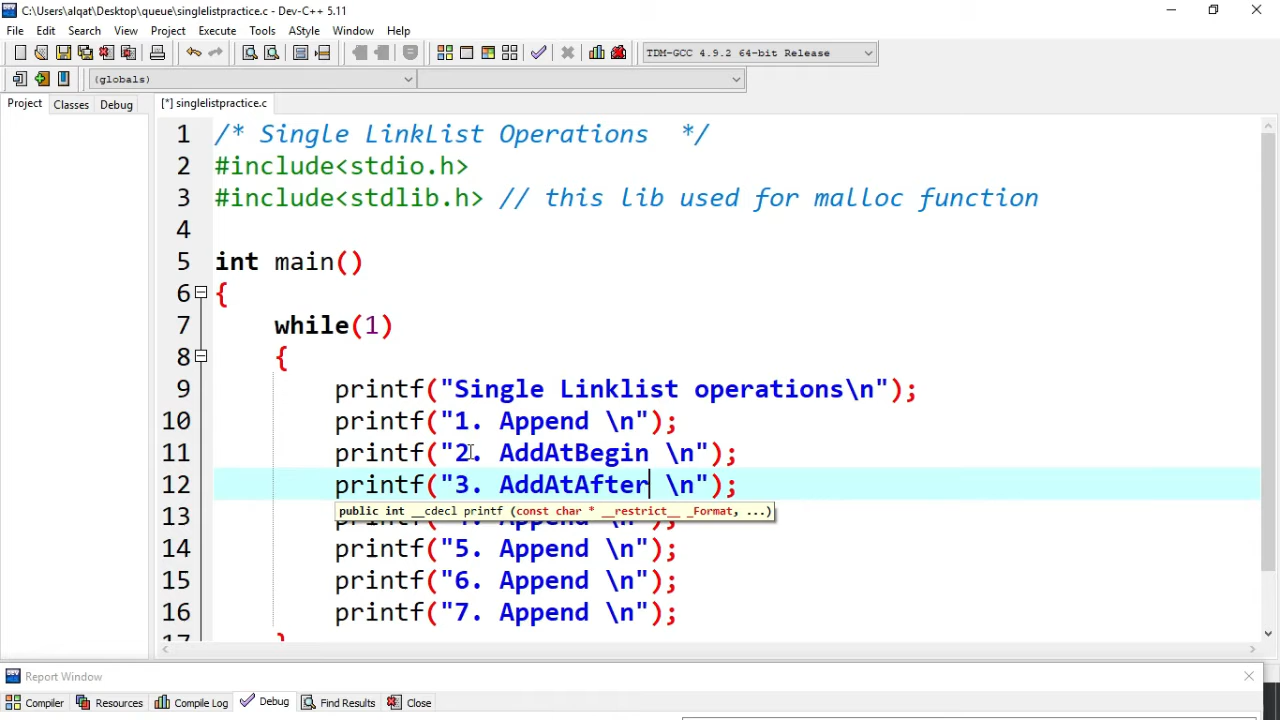 C:\Users\alqat\Desktop\queue\singlelistpractice.c - Dev-C++ 5.11
File Edit Search View Project Execute Tools AStyle Window Help
TDM-GCC 4.9.2 64-bit Release
(globals)
Project Classes Debug [*] singlelistpractice.c
1 /* Single LinkList Operations */
2 #include<stdio.h>
3 #include<stdlib.h> // this lib used for malloc function
4
5 int main()
6 {
7 while(1)
8 {
9 printf("Single Linklist operations\n");
10 printf("1. Append \n");
11 printf("2. AddAtBegin \n");
12 printf("3. AddAtAfter \n");
public int __cdecl printf (const char * __restrict__ _Format, ...)
13
14 printf("5. Append \n");
15 printf("6. Append \n");
16 printf("7. Append \n");
17 }
Report Window
Compiler Resources Compile Log Debug Find Results Close